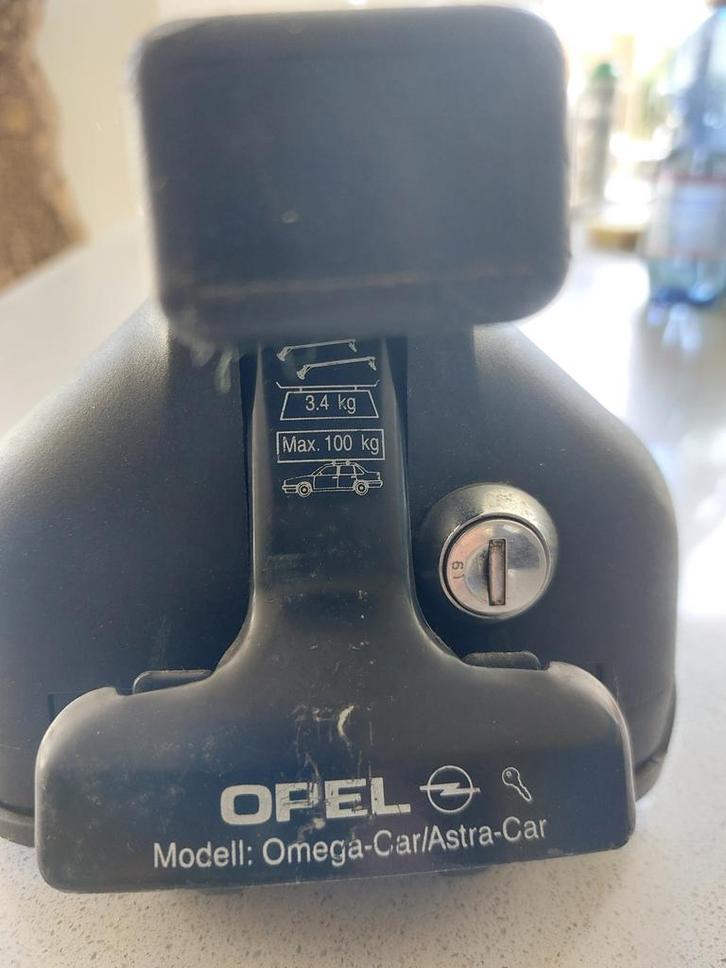 3.4 kg
Max. 100 kg
61
OPEL
Modell: Omega-Car/Astra-Car